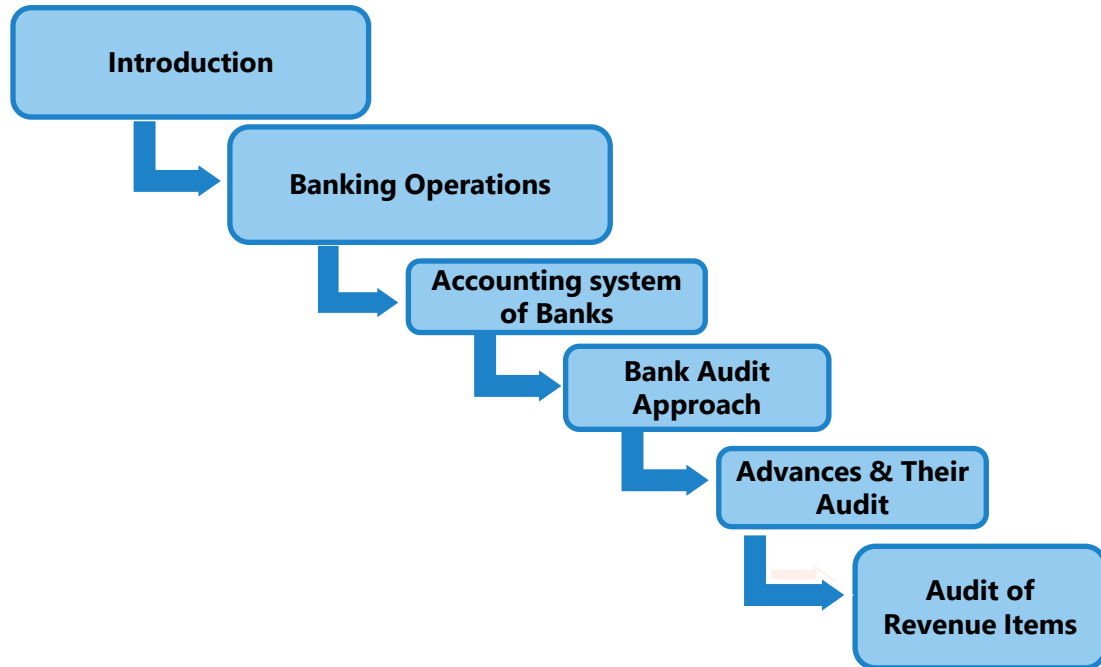 Introduction
Banking Operations
Accounting system
of Banks
Bank Audit
Approach
Advances & Their
Audit
Audit of
Revenue Items